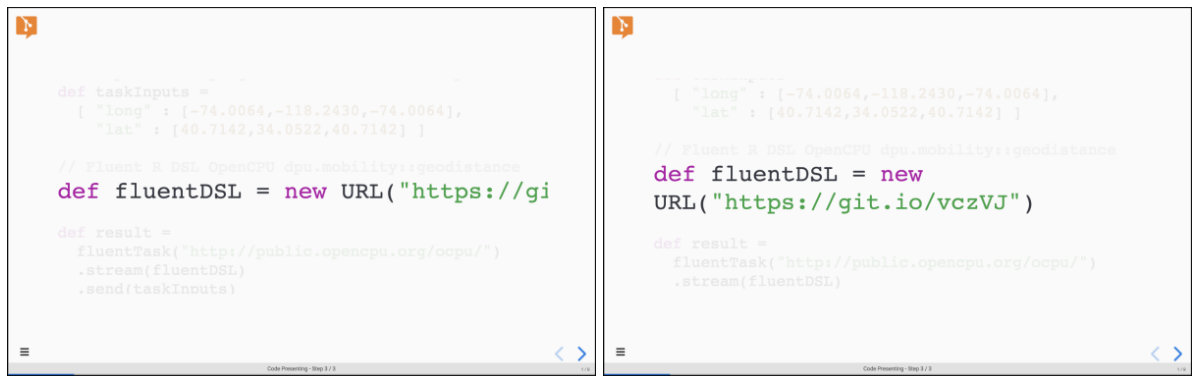 def taskInputs =
[ "long" : [-74.0064,-118.2430,-74.0064],
"lat" : [40.7142,34.0522,40.7142] ]
// Fluent R DSL OpenCPU dpu.mobility::geodistance
def fluentDSL = new URL("https://gi
def result =
fluentTask("http://public.opencpu.org/ocpu/")
.stream(fluentDSL)
.send(taskInputs)
Code Presenting - Step 3 / 3
[ "long" : [-74.0064,-118.2430,-74.0064],
"lat" : [40.7142,34.0522,40.7142] ]
// Fluent R DSL OpenCPU dpu.mobility::geodistance
def fluentDSL = new
URL("https://git.io/vczVJ")
def result =
fluentTask("http://public.opencpu.org/ocpu/")
.stream(fluentDSL)
Code Presenting - Step 3 / 3